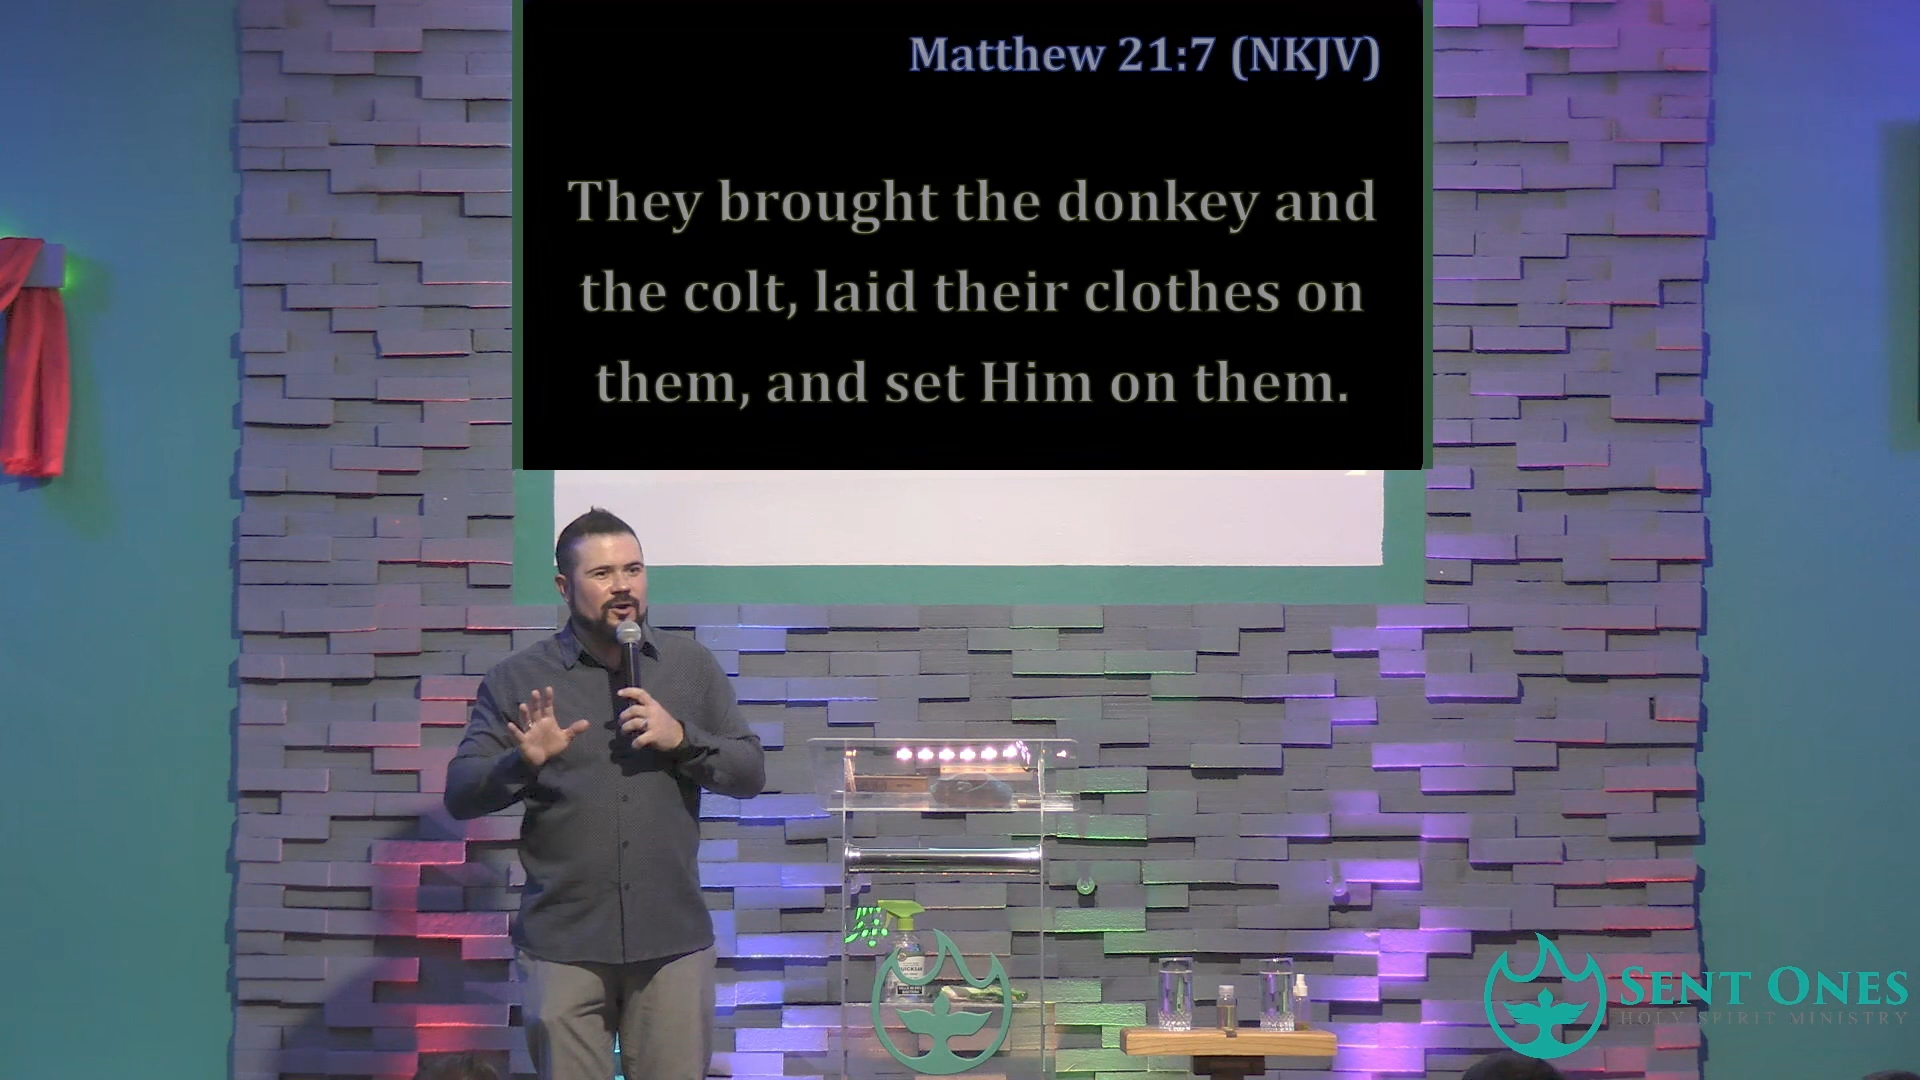 Matthew 21:7 (NKJV)
They brought the donkey and
the colt, laid their clothes on
them, and set Him on them.
SENT ONES
HOLY SPIRIT MINISTRY